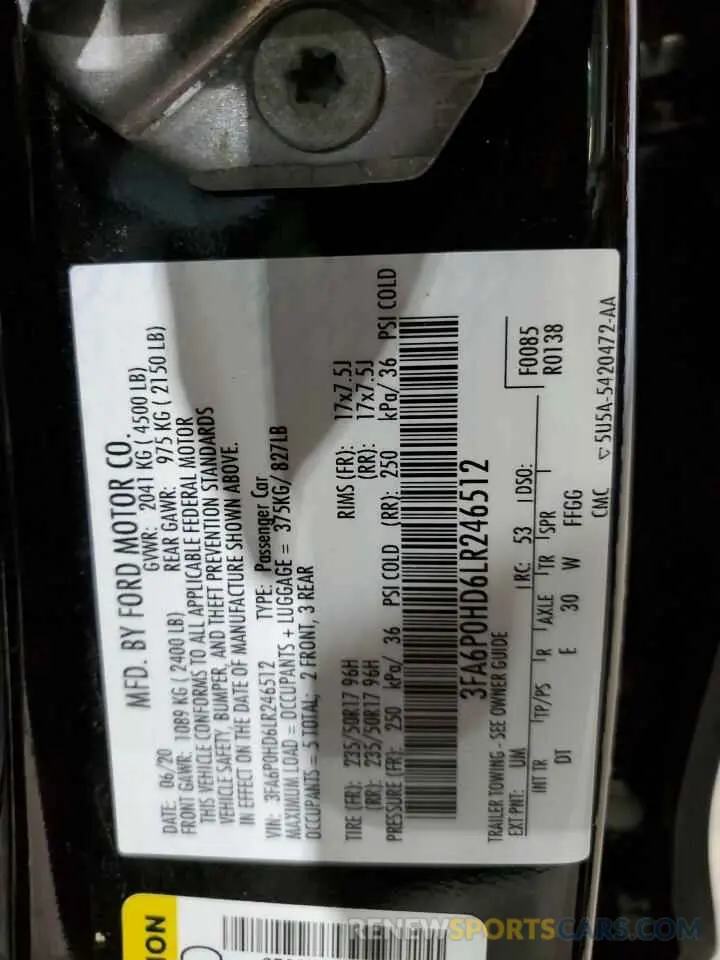 MFD. BY FORD MOTOR CO.
DATE: 06/20 GVWR: 2041 KG ( 4500 LB)
FRONT GAWR: 1089 KG ( 2400 LB) REAR GAWR: 975 KG ( 2150 LB)
THIS VEHICLE CONFORMS TO ALL APPLICABLE FEDERAL MOTOR
VEHICLE SAFETY, BUMPER, AND THEFT PREVENTION STANDARDS
IN EFFECT ON THE DATE OF MANUFACTURE SHOWN ABOVE.
VIN: 3FA6P0HD6LR246512 TYPE: Passenger Car
MAXIMUM LOAD = OCCUPANTS + LUGGAGE = 375KG/ 827LB
OCCUPANTS = 5 TOTAL; 2 FRONT, 3 REAR
TIRE (FR): 235/50R17 96H RIMS (FR): 17x7.5J
(RR): 235/50R17 96H (RR): 17x7.5J
PRESSURE (FR): 250 kPa/ 36 PSI COLD (RR): 250 kPa/ 36 PSI COLD
3FA6P0HD6LR246512
TRAILER TOWING - SEE OWNER GUIDE
EXT PNT: UM RC: 53 DSO: F0085
R0138
INT TR TP/PS R AXLE TR SPR
DT E 30 W FFGG
CMC 5U5A-5420472-AA
RENEWSPORTSCARS.COM